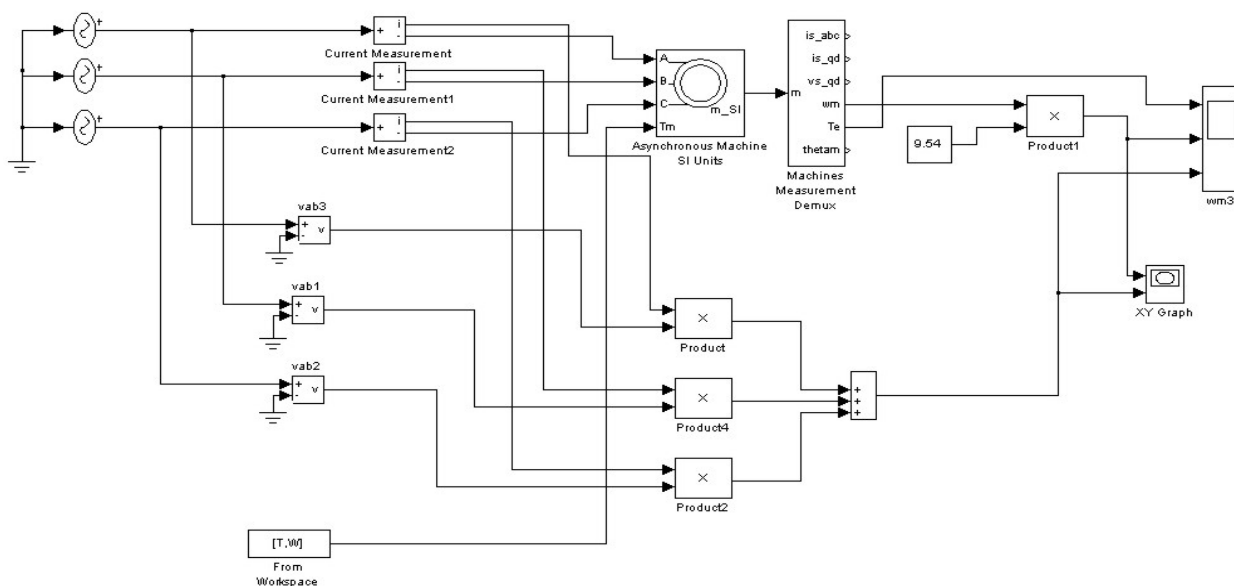 +
+
+
+ i
-
Current Measurement
+ i
-
Current Measurement1
+ i
-
Current Measurement2
A
B
C
Tm
m_SI
Asynchronous Machine
SI Units
m
is_abc
is_qd
vs_qd
wm
Te
thetam
Machines
Measurement
Demux
9.54
×
Product1
wm3
vab3
+
-
v
vab1
+
-
v
vab2
+
-
v
×
Product
×
Product4
×
Product2
+
+
+
XY Graph
[T,W]
From
Workspace